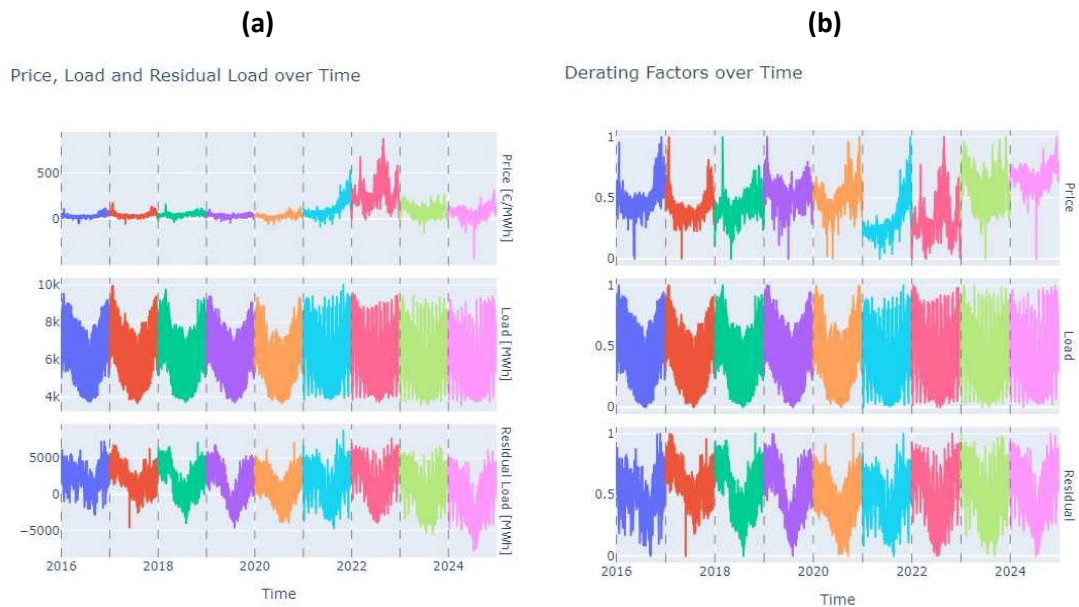 (a)
(b)
Price, Load and Residual Load over Time
Derating Factors over Time
500
0
Price [€/MWh]
10k
8k
6k
4k
Load [MWh]
5000
0
−5000
Residual Load [MWh]
2016
2018
2020
2022
2024
Time
1
0.5
0
Price
1
0.5
0
Load
1
0.5
0
Residual
2016
2018
2020
2022
2024
Time